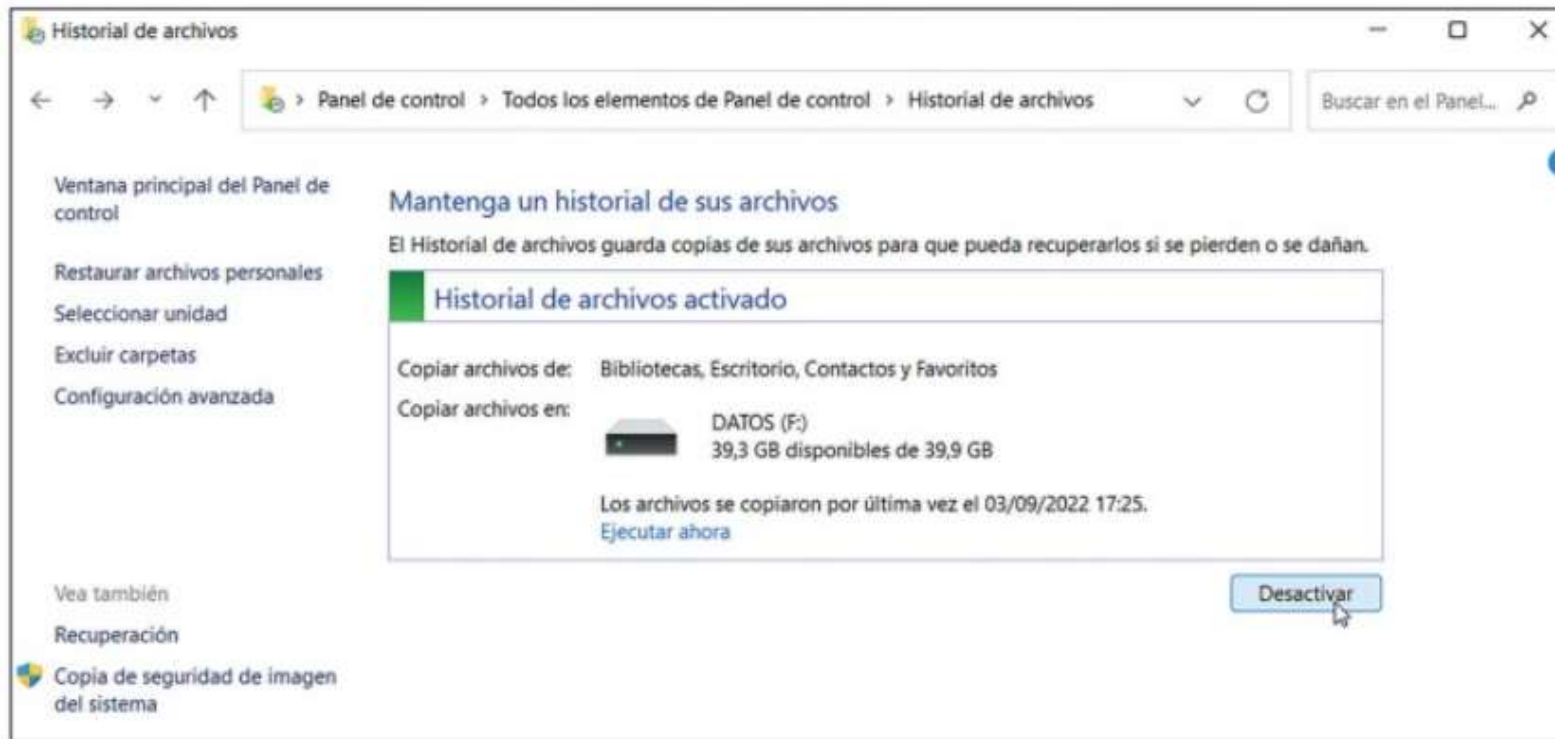 Historial de archivos
Panel de control > Todos los elementos de Panel de control > Historial de archivos
Buscar en el Panel...
Ventana principal del Panel de
control
Restaurar archivos personales
Seleccionar unidad
Excluir carpetas
Configuración avanzada
Mantenga un historial de sus archivos
El Historial de archivos guarda copias de sus archivos para que pueda recuperarlos si se pierden o se dañan.
Historial de archivos activado
Copiar archivos de: Bibliotecas, Escritorio, Contactos y Favoritos
Copiar archivos en:
DATOS (F:)
39,3 GB disponibles de 39,9 GB
Los archivos se copiaron por última vez el 03/09/2022 17:25.
Ejecutar ahora
Desactivar
Vea también
Recuperación
Copia de seguridad de imagen
del sistema